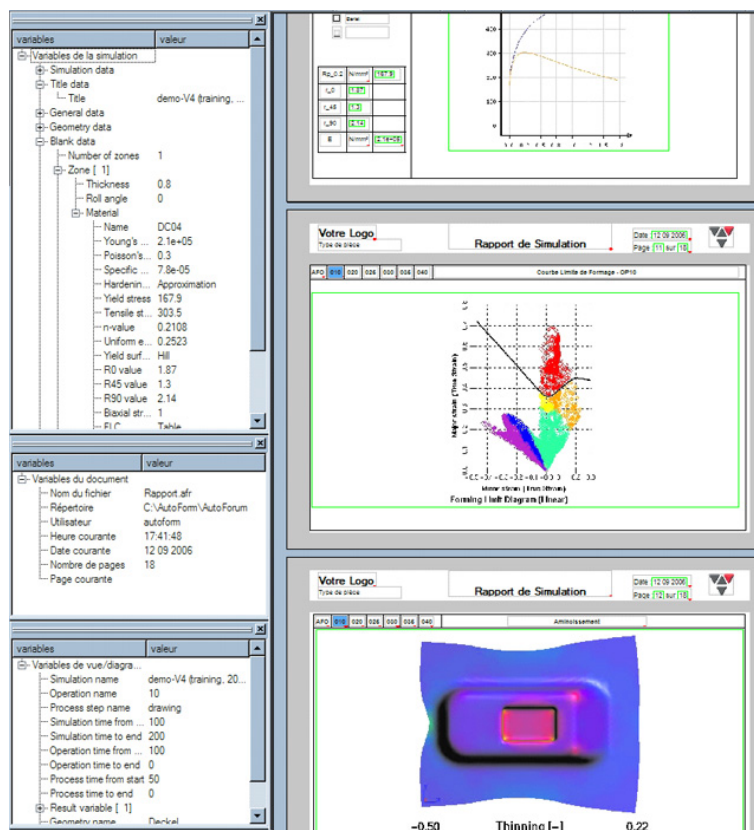 variables valeur
Variables de la simulation
Simulation data
Title data
Title demo-V4 (training, ...
General data
Geometry data
Blank data
Number of zones 1
Zone [ 1]
Thickness 0.8
Roll angle 0
Material
Name DC04
Young's ... 2.1e+05
Poisson's... 0.3
Specific ... 7.8e-05
Hardenin... Approximation
Yield stress 167.9
Tensile st... 303.5
n-value 0.2108
Uniform e... 0.2523
Yield surf... Hill
R0 value 1.87
R45 value 1.3
R90 value 2.14
Biaxial str... 1
FLC Table
variables valeur
Variables du document
Nom du fichier Rapport.afr
Répertoire C:\AutoForm\AutoForum
Utilisateur autoform
Heure courante 17:41:48
Date courante 12 09 2006
Nombre de pages 18
Page courante
variables valeur
Variables de vue/diagra...
Simulation name demo-V4 (training, 20...
Operation name 10
Process step name drawing
Simulation time from ... 100
Simulation time to end 200
Operation time from ... 100
Operation time to end 0
Process time from start 50
Process time to end 0
Result variable [ 1]
Geometry name Deckel
Rp_0.2 N/mm² 167.9
r_0 1.87
r_45 1.3
r_90 2.14
E N/mm² 2.1e+05
Votre Logo
Type de pièce
Rapport de Simulation
Date 12 09 2006
Page 11 sur 18
AFO 010 020 025 030 035 040 Courbe Limite de Formage - OP10
Major strain (True Strain)
Minor strain (True Strain)
Forming Limit Diagram (Linear)
Votre Logo
Type de pièce
Rapport de Simulation
Date 12 09 2006
Page 12 sur 18
AFO 010 020 025 030 035 040 Amincissement
-0.50 Thinning [-] 0.22